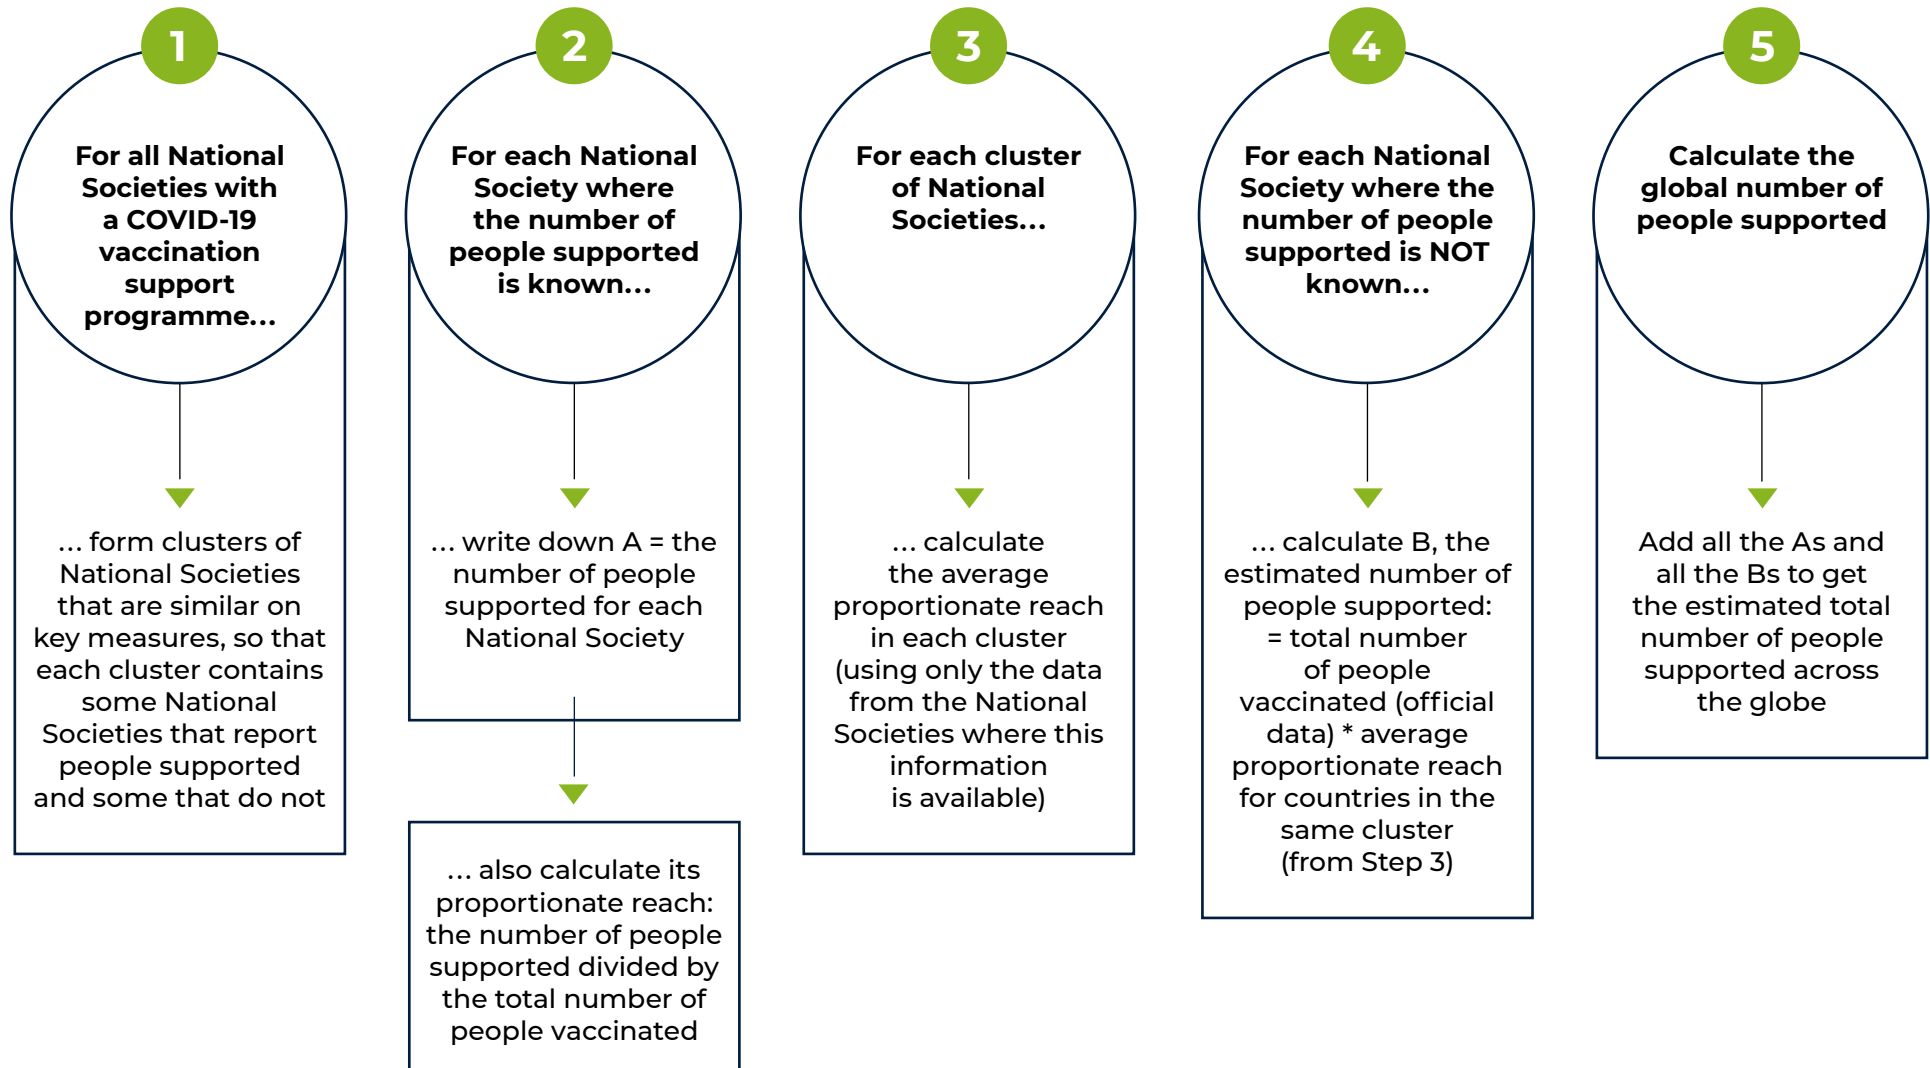 1
For all National
Societies with
a COVID-19
vaccination
support
programme...
... form clusters of
National Societies
that are similar on
key measures, so that
each cluster contains
some National
Societies that report
people supported
and some that do not
2
For each National
Society where
the number of
people supported
is known...
... write down A = the
number of people
supported for each
National Society
... also calculate its
proportionate reach:
the number of people
supported divided by
the total number of
people vaccinated
3
For each cluster
of National
Societies...
... calculate
the average
proportionate reach
in each cluster
(using only the data
from the National
Societies where this
information
is available)
4
For each National
Society where the
number of people
supported is NOT
known...
... calculate B, the
estimated number of
people supported:
= total number
of people
vaccinated (official
data) * average
proportionate reach
for countries in the
same cluster
(from Step 3)
5
Calculate the
global number of
people supported
Add all the As and
all the Bs to get
the estimated total
number of people
supported across
the globe